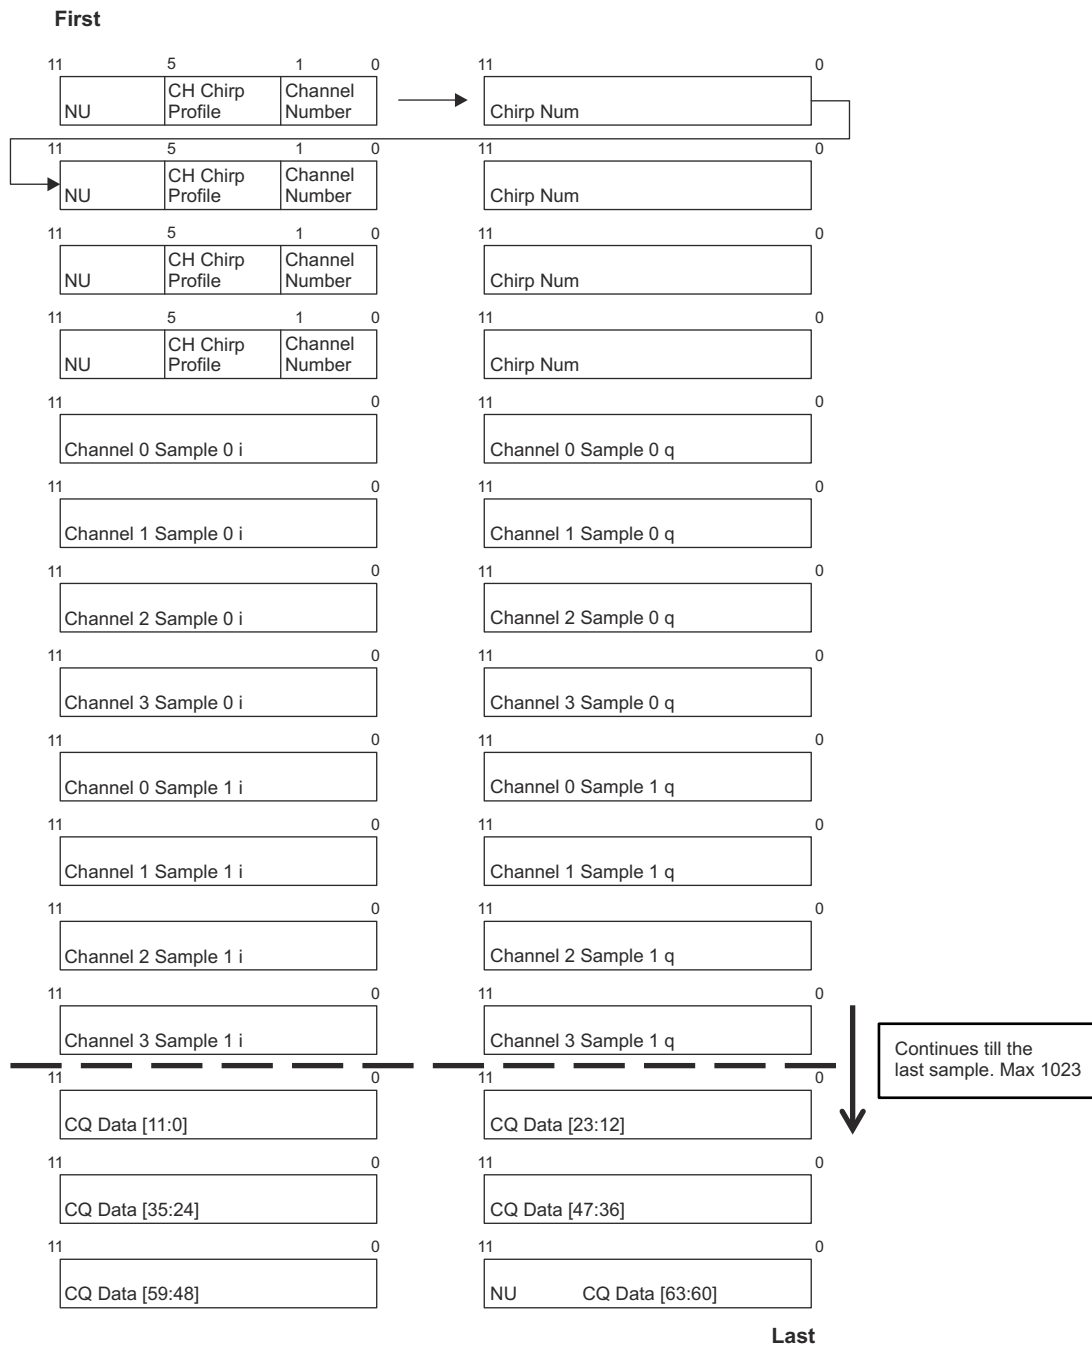 First
11 5 1 0 11 0
NU CH Chirp Profile Channel Number Chirp Num
11 5 1 0 11 0
NU CH Chirp Profile Channel Number Chirp Num
11 5 1 0 11 0
NU CH Chirp Profile Channel Number Chirp Num
11 5 1 0 11 0
NU CH Chirp Profile Channel Number Chirp Num
11 0 11 0
Channel 0 Sample 0 i Channel 0 Sample 0 q
11 0 11 0
Channel 1 Sample 0 i Channel 1 Sample 0 q
11 0 11 0
Channel 2 Sample 0 i Channel 2 Sample 0 q
11 0 11 0
Channel 3 Sample 0 i Channel 3 Sample 0 q
11 0 11 0
Channel 0 Sample 1 i Channel 0 Sample 1 q
11 0 11 0
Channel 1 Sample 1 i Channel 1 Sample 1 q
11 0 11 0
Channel 2 Sample 1 i Channel 2 Sample 1 q
11 0 11 0
Channel 3 Sample 1 i Channel 3 Sample 1 q
Continues till the
last sample. Max 1023
11 0 11 0
CQ Data [11:0] CQ Data [23:12]
11 0 11 0
CQ Data [35:24] CQ Data [47:36]
11 0 11 0
CQ Data [59:48] NU CQ Data [63:60]
Last